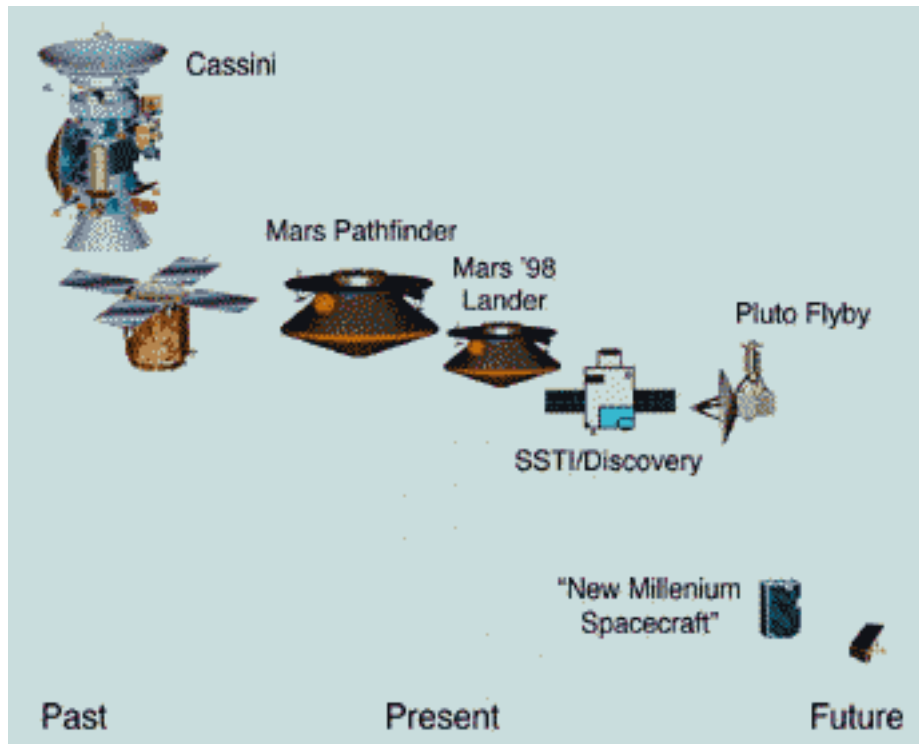 Cassini
Mars Pathfinder
Mars '98
Lander
Pluto Flyby
SSTI/Discovery
“New Millenium
Spacecraft”
Past
Present
Future